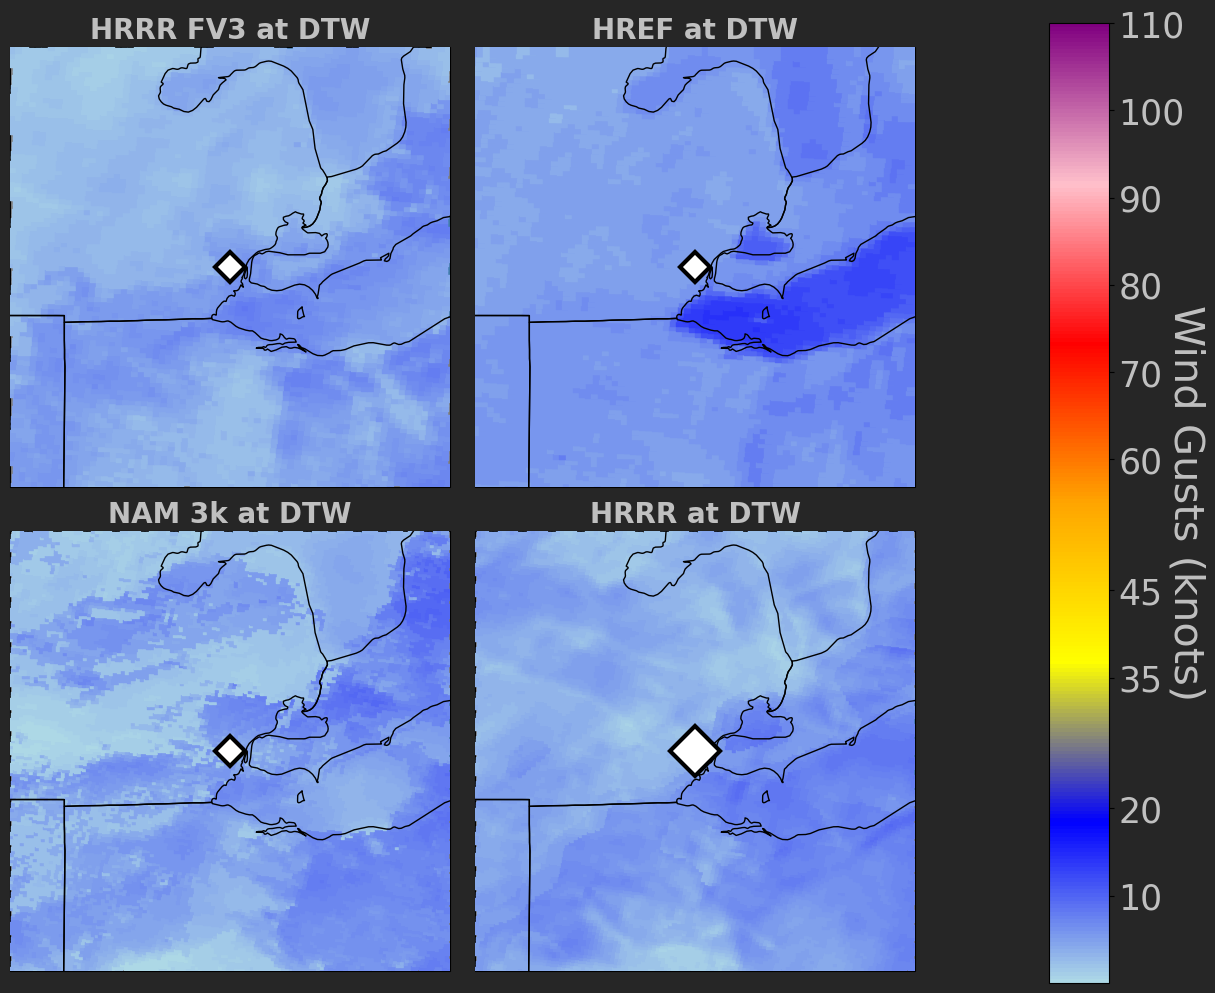 HRRR FV3 at DTW
HREF at DTW
NAM 3k at DTW
HRRR at DTW
110
100
90
80
70
60
45
35
20
10
Wind Gusts (knots)